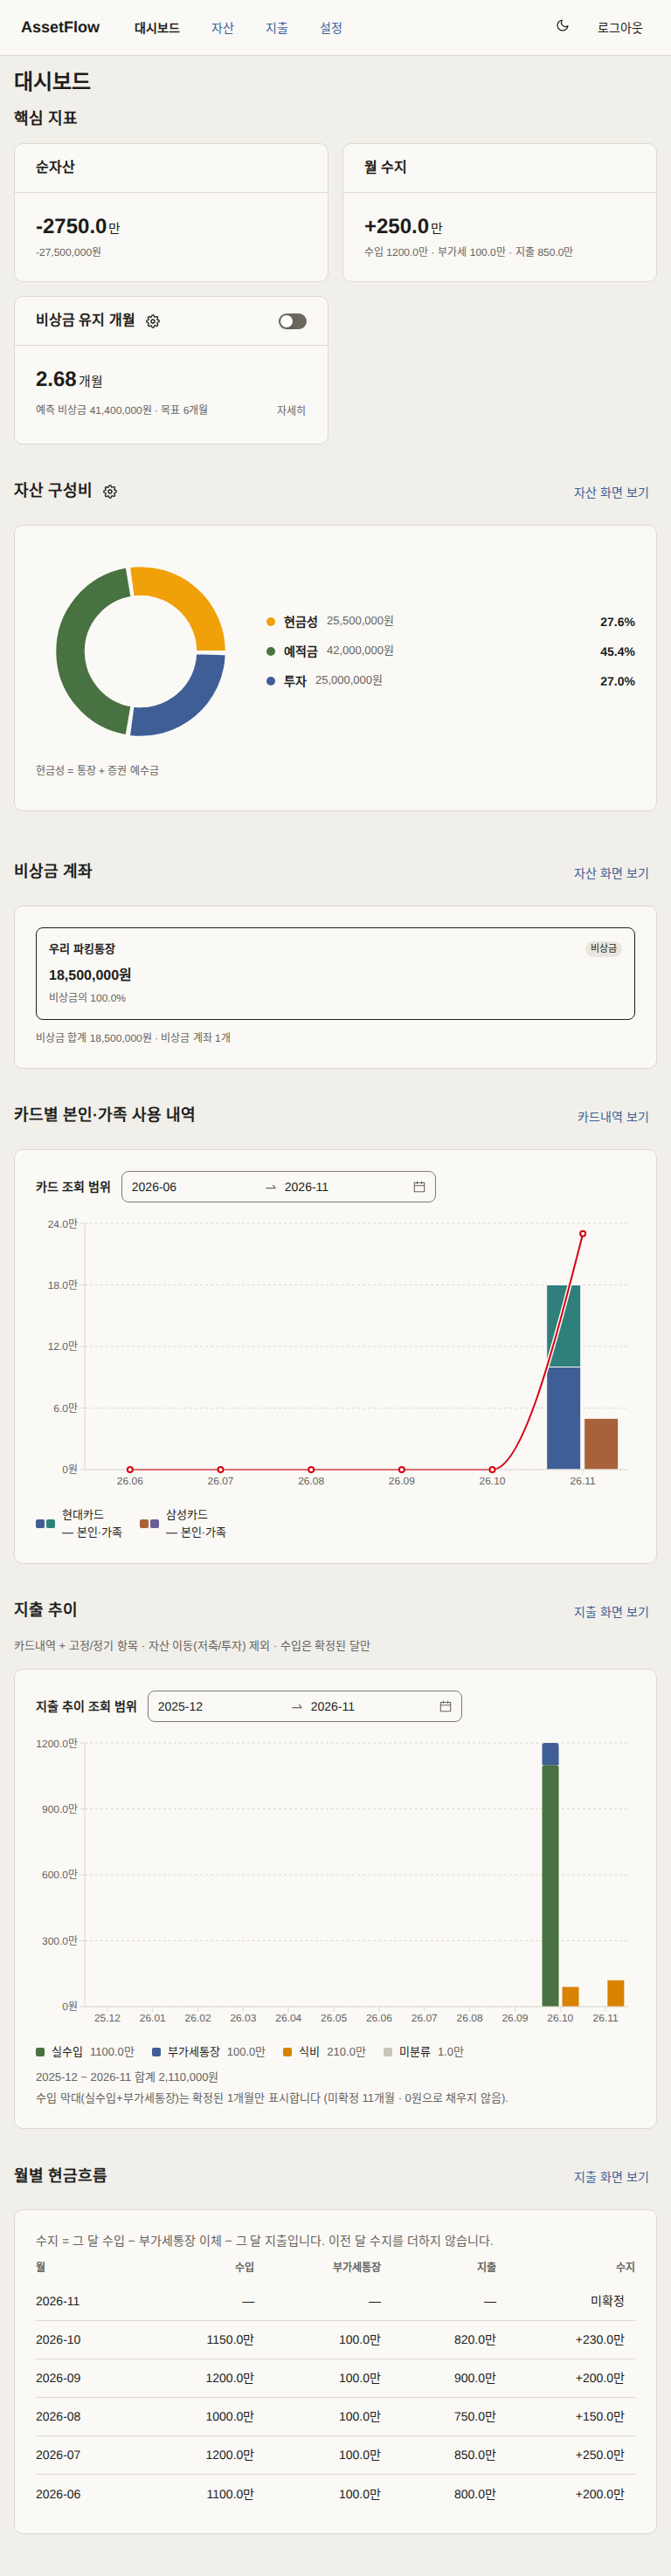 AssetFlow 대시보드 자산 지출 설정 로그아웃
대시보드
핵심 지표
순자산
-2750.0만
-27,500,000원
월 수지
+250.0만
수입 1200.0만 · 부가세 100.0만 · 지출 850.0만
비상금 유지 개월
2.68개월
예측 비상금 41,400,000원 · 목표 6개월 자세히
자산 구성비 자산 화면 보기
현금성 25,500,000원 27.6%
예적금 42,000,000원 45.4%
투자 25,000,000원 27.0%
현금성 = 통장 + 증권 예수금
비상금 계좌 자산 화면 보기
우리 파킹통장 비상금
18,500,000원
비상금의 100.0%
비상금 합계 18,500,000원 · 비상금 계좌 1개
카드별 본인·가족 사용 내역 카드내역 보기
카드 조회 범위 2026-06 2026-11
24.0만
18.0만
12.0만
6.0만
0원
26.06 26.07 26.08 26.09 26.10 26.11
현대카드
— 본인·가족
삼성카드
— 본인·가족
지출 추이 지출 화면 보기
카드내역 + 고정/정기 항목 · 자산 이동(저축/투자) 제외 · 수입은 확정된 달만
지출 추이 조회 범위 2025-12 2026-11
1200.0만
900.0만
600.0만
300.0만
0원
25.12 26.01 26.02 26.03 26.04 26.05 26.06 26.07 26.08 26.09 26.10 26.11
실수입 1100.0만 부가세통장 100.0만 식비 210.0만 미분류 1.0만
2025-12 ~ 2026-11 합계 2,110,000원
수입 막대(실수입+부가세통장)는 확정된 1개월만 표시합니다 (미확정 11개월 · 0원으로 채우지 않음).
월별 현금흐름 지출 화면 보기
수지 = 그 달 수입 − 부가세통장 이체 − 그 달 지출입니다. 이전 달 수지를 더하지 않습니다.
월 수입 부가세통장 지출 수지
2026-11 — — — 미확정
2026-10 1150.0만 100.0만 820.0만 +230.0만
2026-09 1200.0만 100.0만 900.0만 +200.0만
2026-08 1000.0만 100.0만 750.0만 +150.0만
2026-07 1200.0만 100.0만 850.0만 +250.0만
2026-06 1100.0만 100.0만 800.0만 +200.0만